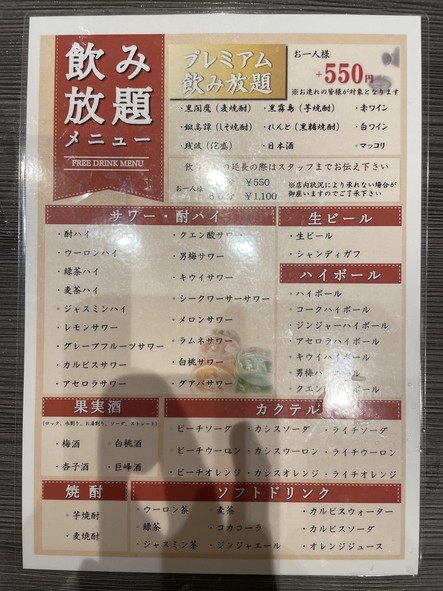 飲み
放題
メニュー
FREE DRINK MENU
プレミアム
飲み放題
お一人様
+550円
※お連れの皆様が対象となります
・黒閻魔(麦焼酎) ・黒霧島(芋焼酎) ・赤ワイン
・鍛高譚(しそ焼酎) ・れんと(黒糖焼酎) ・白ワイン
・残波(泡盛) ・日本酒 ・マッコリ
の延長の際はスタッフまでお伝え下さい
お一人様
¥550
¥1,100
※店内状況により承れない場合が
御座いますのでご了承下さい
サワー・酎ハイ
・酎ハイ
・ウーロンハイ
・緑茶ハイ
・麦茶ハイ
・ジャスミンハイ
・レモンサワー
・グレープフルーツサワー
・カルピスサワー
・アセロラサワー
・クエン酸サワー
・男梅サワー
・キウイサワー
・シークワーサーサワー
・メロンサワー
・ラムネサワー
・白桃サワー
・グアバサワー
生ビール
・生ビール
・シャンディガフ
ハイボール
・ハイボール
・コークハイボール
・ジンジャーハイボール
・アセロラハイボール
・キウイハイボール
・男梅ハイボール
・クエン ハイボール
果実酒
(ロック、水割り、お湯割り、ソーダ、ストレート)
・梅酒 ・白桃酒
・杏子酒 ・巨峰酒
カクテル
・ピーチソーダ ・カシスソーダ ・ライチソーダ
・ピーチウーロン ・カシスウーロン ・ライチウーロン
・ピーチオレンジ ・カシスオレンジ ・ライチオレンジ
焼酎
・芋焼酎
・麦焼酎
ソフトドリンク
・ウーロン茶 ・麦茶 ・カルピスウォーター
・緑茶 ・コカコーラ ・カルピスソーダ
・ジャスミン茶 ・ジンジャエール ・オレンジジュース